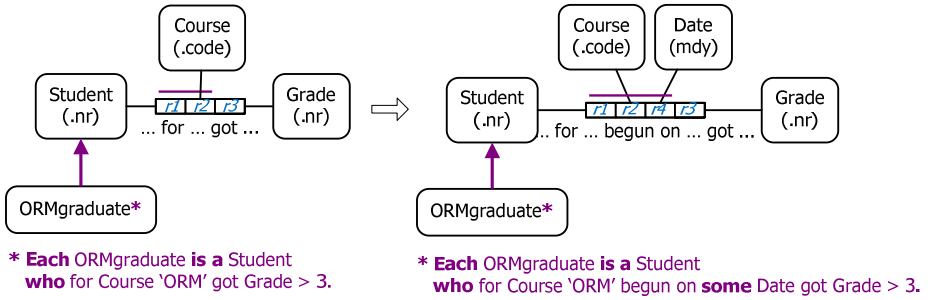 Course
(.code)
Student
(.nr)
r1 r2 r3
Grade
(.nr)
... for ... got ...
ORMgraduate*
* Each ORMgraduate is a Student
who for Course ‘ORM’ got Grade > 3.
Course
(.code)
Date
(mdy)
Student
(.nr)
r1 r2 r4 r3
Grade
(.nr)
... for ... begun on ... got ...
ORMgraduate*
* Each ORMgraduate is a Student
who for Course ‘ORM’ begun on some Date got Grade > 3.